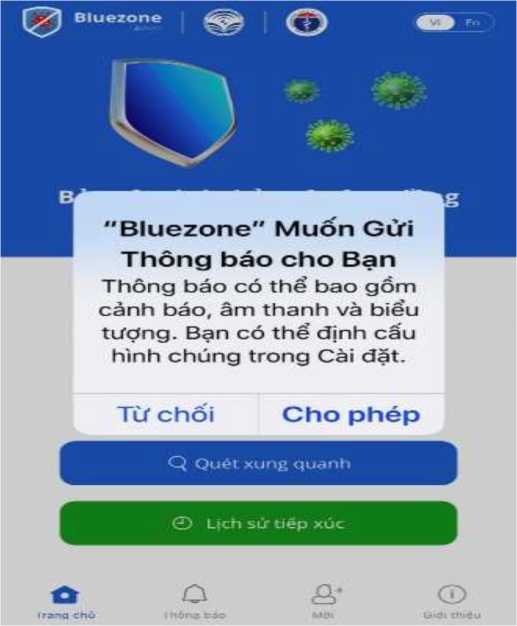 Bluezone
VI En
“Bluezone” Muốn Gửi
Thông báo cho Bạn
Thông báo có thể bao gồm
cảnh báo, âm thanh và biểu
tượng. Bạn có thể định cấu
hình chúng trong Cài đặt.
Từ chối Cho phép
Quét xung quanh
Lịch sử tiếp xúc
Trang chủ Thông báo Mời Giới thiệu